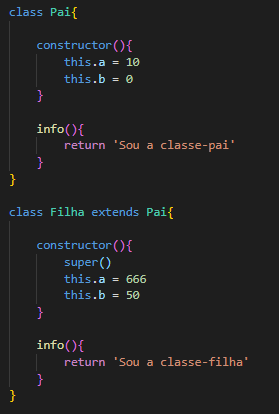 class Pai{

    constructor(){
        this.a = 10
        this.b = 0
    }

    info(){
        return 'Sou a classe-pai'
    }
}

class Filha extends Pai{

    constructor(){
        super()
        this.a = 666
        this.b = 50
    }

    info(){
        return 'Sou a classe-filha'
    }
}